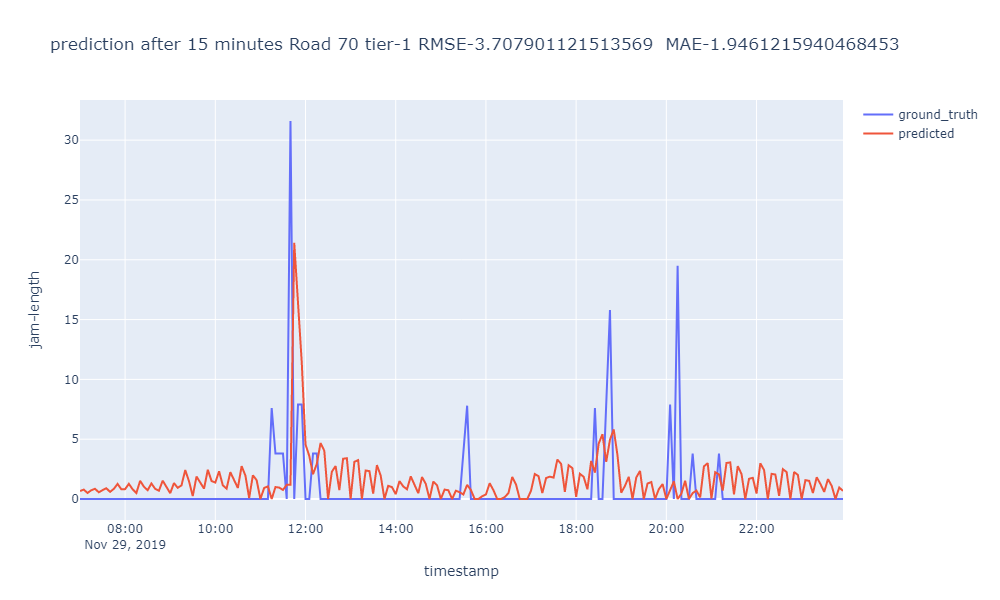 prediction after 15 minutes Road 70 tier-1 RMSE-3.707901121513569 MAE-1.9461215940468453
ground_truth
predicted
jam-length
30
25
20
15
10
5
0
08:00 10:00 12:00 14:00 16:00 18:00 20:00 22:00
Nov 29, 2019
timestamp